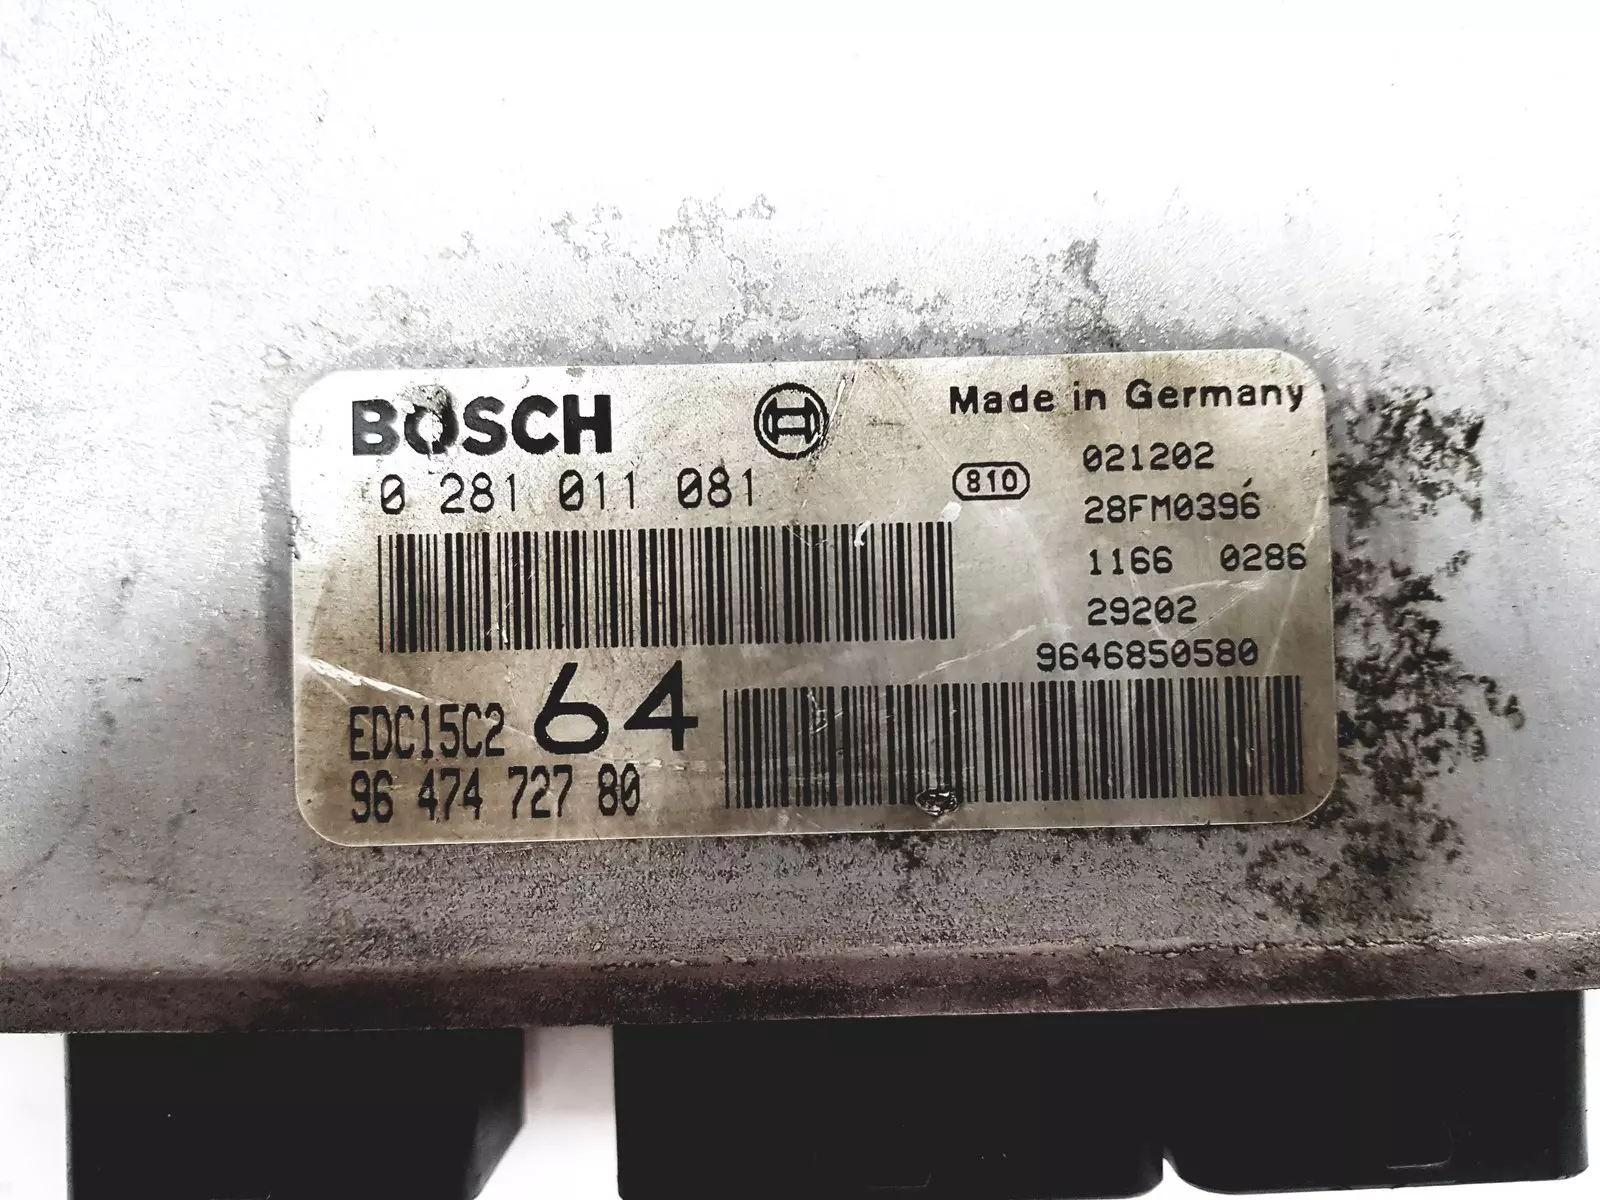 BOSCH
Made in Germany
0 281 011 081
810
021202
28FM0396
1166 0286
29202
9646850580
EDC15C2 64
96 474 727 80